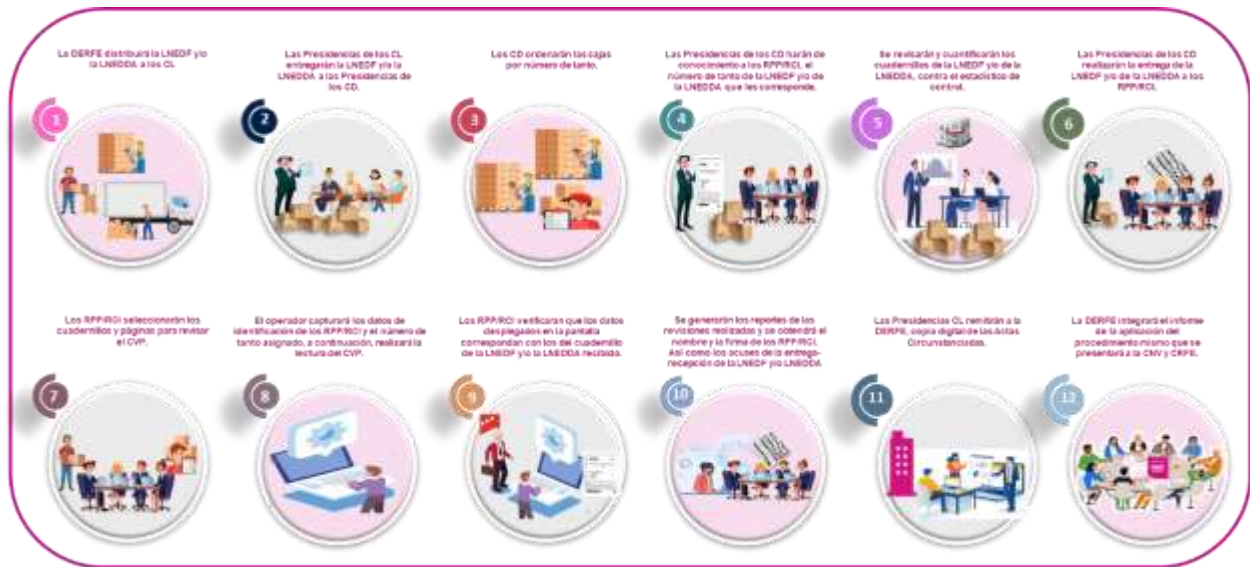 La DERFE distribuirá la LNEDF y/o
la LNEDDA a los CL
Las Presidencias de los CL
entregarán la LNEDF y/o la
LNEDDA a las Presidencias de
los CD.
Los CD ordenarán las cajas
por número de tanto.
Las Presidencias de los CD harán de
conocimiento a los RPP/RCI, el
número de tanto de la LNEDF y/o de
la LNEDDA que les corresponde.
Se revisarán y cuantificarán los
cuadernillos de la LNEDF y/o de la
LNEDDA, contra el estadístico de
control.
Las Presidencias de los CD
realizarán la entrega de la
LNEDF y/o de la LNEDDA a los
RPP/RCI.
1
2
3
4
5
6
Los RPP/RCI seleccionarán los
cuadernillos y páginas para revisar
el CVP.
El operador capturará los datos de
identificación de los RPP/RCI y el número de
tanto asignado, a continuación, realizará la
lectura del CVP.
Los RPP/RCI verificaran que los datos
desplegados en la pantalla
correspondan con los del cuadernillo
de la LNEDF y/o la LNEDDA recibido.
Se generarán los reportes de las
revisiones realizadas y se obtendrá el
nombre y la firma de los RPP/RCI.
Así como los acuses de la entrega-
recepción de la LNEDF y/o LNEDDA
Las Presidencias CL remitirán a la
DERFE, copia digital de las Actas
Circunstanciadas.
La DERFE integrará el informe
de la aplicación del
procedimiento mismo que se
presentará a la CNV y CRFE.
7
8
9
10
11
12